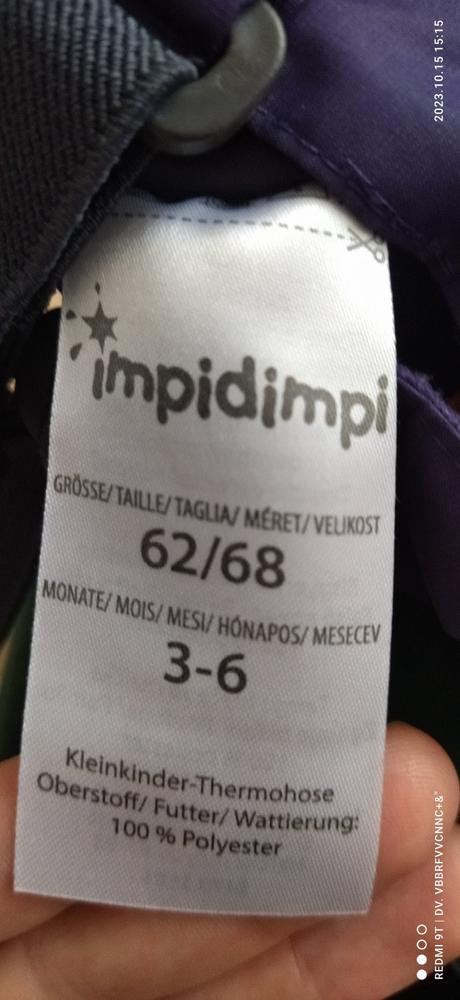 impidimpi
GRÖSSE/ TAILLE/ TAGLIA/ MÉRET/ VELIKOST
62/68
MONATE/ MOIS/ MESI/ HÓNAPOS/ MESECEV
3-6
Kleinkinder-Thermohose
Oberstoff/ Futter/ Wattierung:
100 % Polyester
2023.10.15 15:15
REDMI 9T | DV. VBBRFVVCNNC+&"